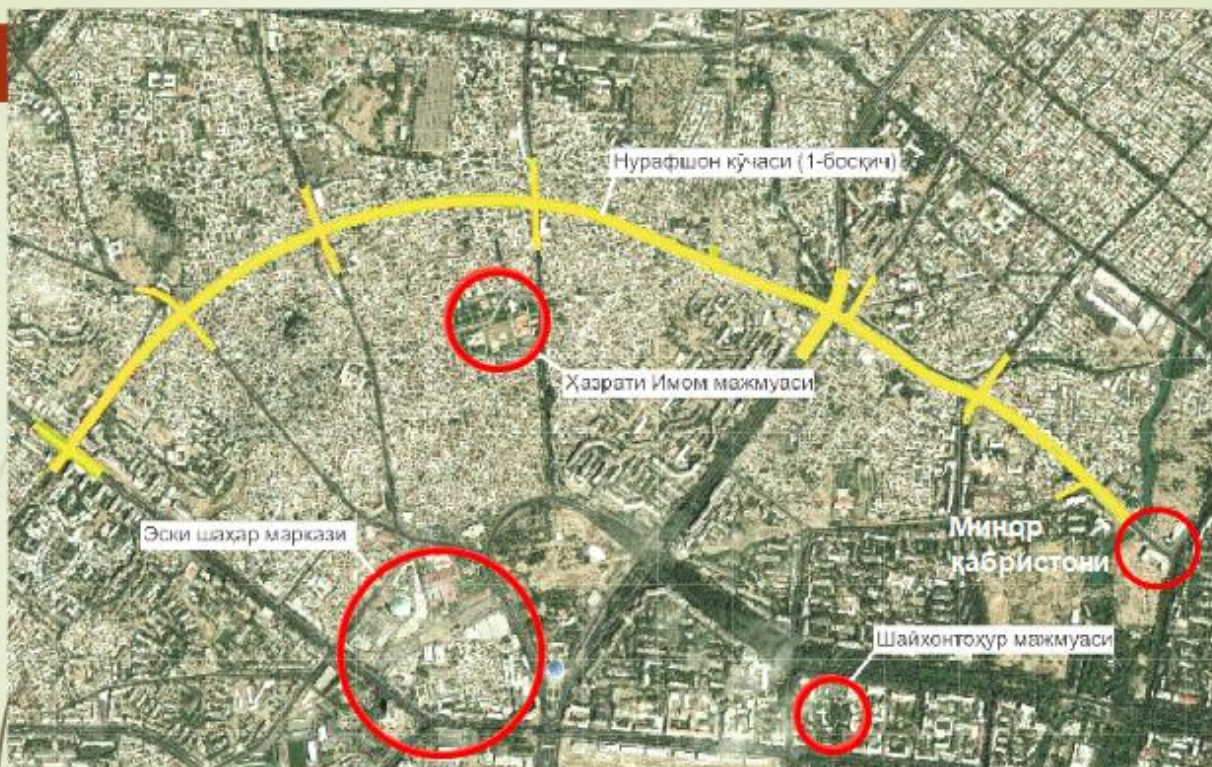 Нурафшон кўчаси (1-босқич)
Ҳазрати Имом мажмуаси
Эски шаҳар маркази
Минор
қабристони
Шайхонтоҳур мажмуаси